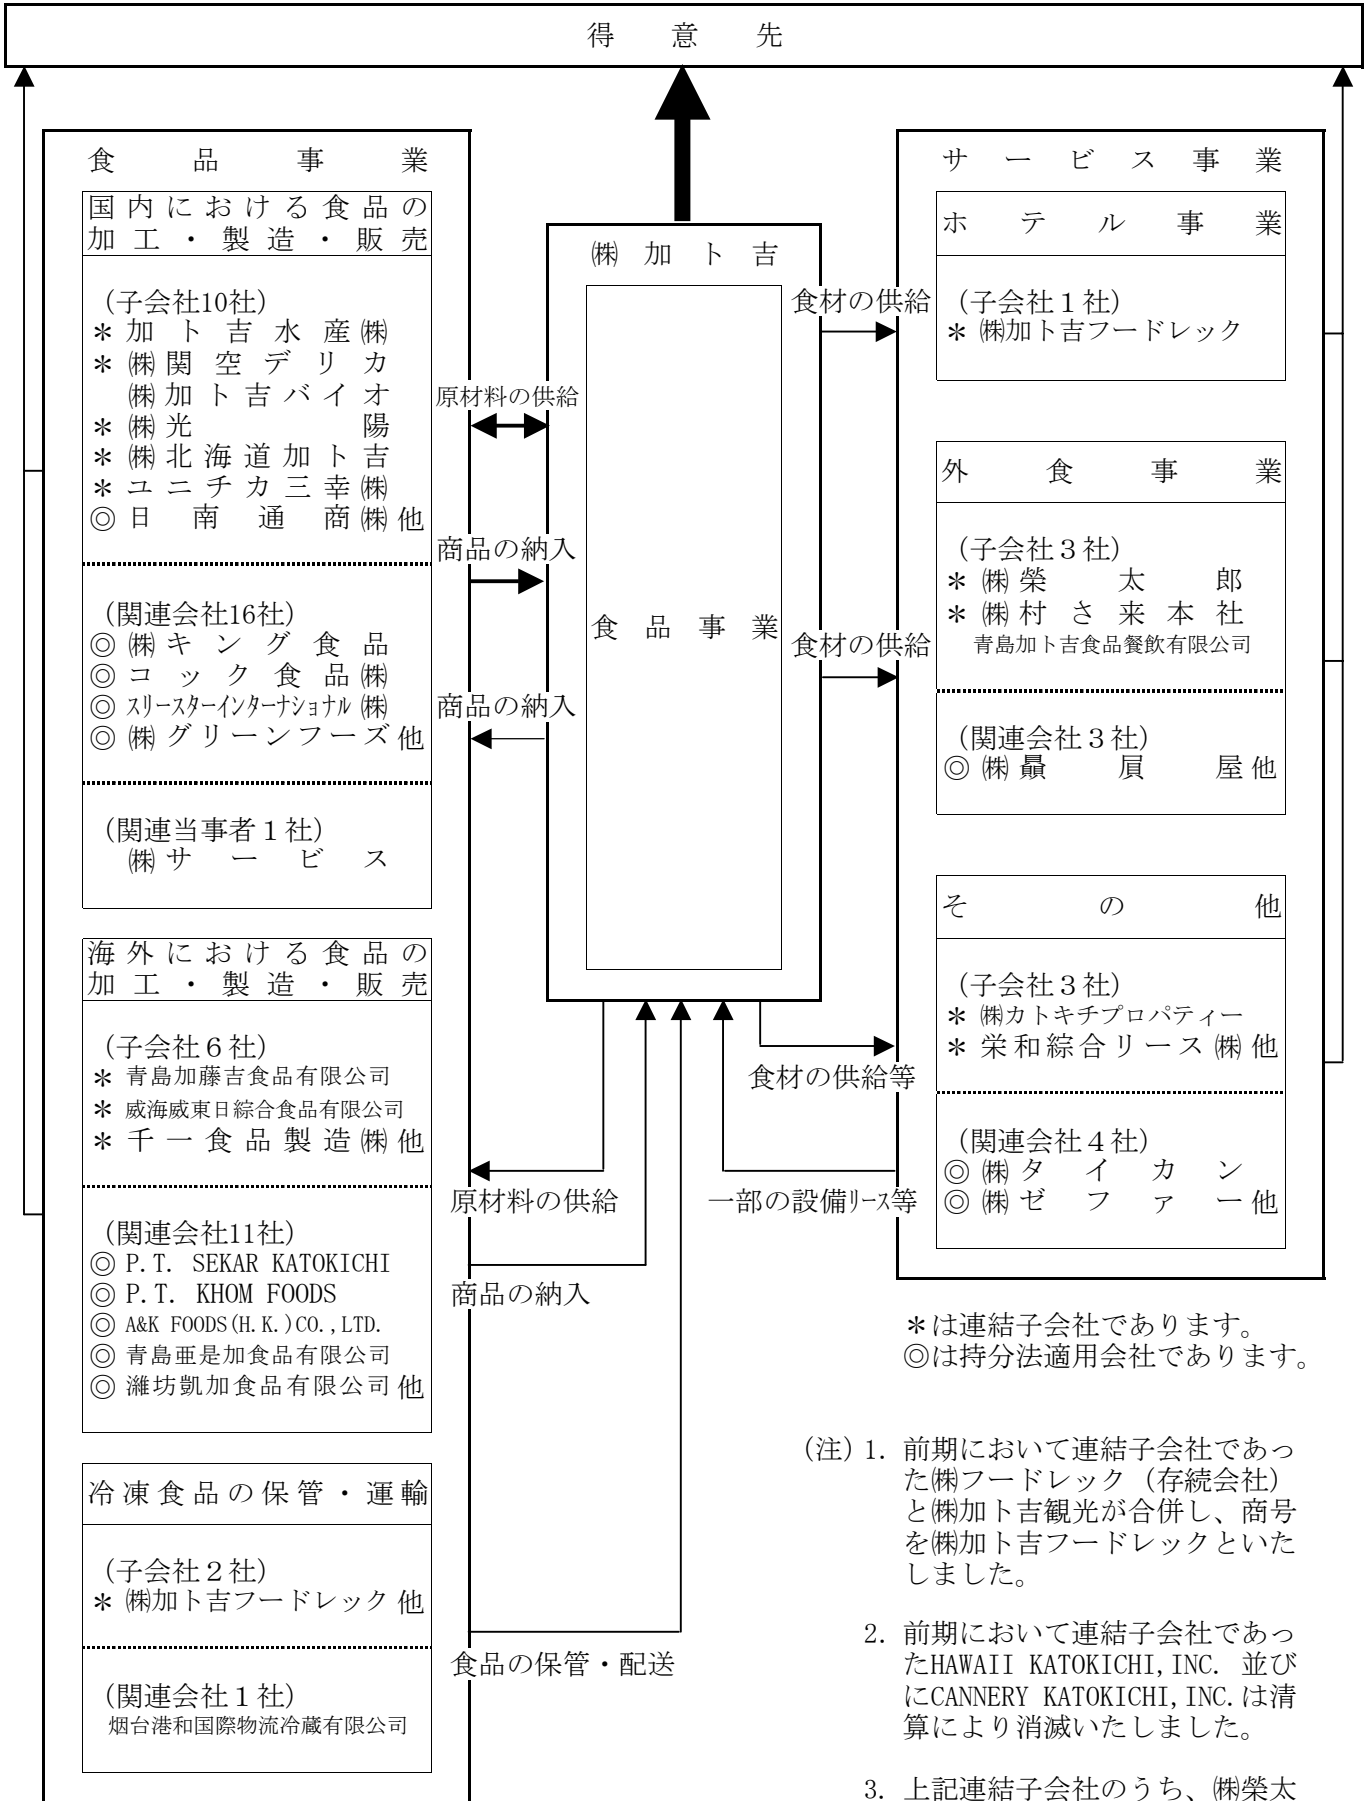 得意先
食品事業
国内における食品の
加工・製造・販売
(子会社10社)
＊加ト吉水産㈱
＊㈱関空デリカ
㈱加ト吉バイオ
＊㈱光陽
＊㈱北海道加ト吉
＊ユニチカ三幸㈱
◎日南通商㈱他
(関連会社16社)
◎㈱キング食品
◎コック食品㈱
◎スリースターインターナショナル㈱
◎㈱グリーンフーズ他
(関連当事者１社)
㈱サービス
海外における食品の
加工・製造・販売
(子会社６社)
＊青島加藤吉食品有限公司
＊威海威東日綜合食品有限公司
＊千一食品製造㈱他
(関連会社11社)
◎P.T. SEKAR KATOKICHI
◎P.T. KHOM FOODS
◎A&K FOODS(H.K.)CO.,LTD.
◎青島亜是加食品有限公司
◎濰坊凱加食品有限公司他
冷凍食品の保管・運輸
(子会社２社)
＊㈱加ト吉フードレック他
(関連会社１社)
烟台港和国際物流冷蔵有限公司
原材料の供給
商品の納入
商品の納入
原材料の供給
商品の納入
食品の保管・配送
㈱加ト吉
食品事業
食材の供給
食材の供給
食材の供給等
一部の設備リース等
サービス事業
ホテル事業
(子会社１社)
＊㈱加ト吉フードレック
外食事業
(子会社３社)
＊㈱榮太郎
＊㈱村さ来本社
青島加ト吉食品餐飲有限公司
(関連会社３社)
◎㈱贔屓屋他
その他
(子会社３社)
＊㈱カトキチプロパティー
＊栄和綜合リース㈱他
(関連会社４社)
◎㈱タイカン
◎㈱ゼファー他
＊は連結子会社であります。
◎は持分法適用会社であります。
(注) 1. 前期において連結子会社であっ
た㈱フードレック（存続会社）
と㈱加ト吉観光が合併し、商号
を㈱加ト吉フードレックといた
しました。
2. 前期において連結子会社であっ
たHAWAII KATOKICHI,INC. 並び
にCANNERY KATOKICHI,INC.は清
算により消滅いたしました。
3. 上記連結子会社のうち、㈱榮太